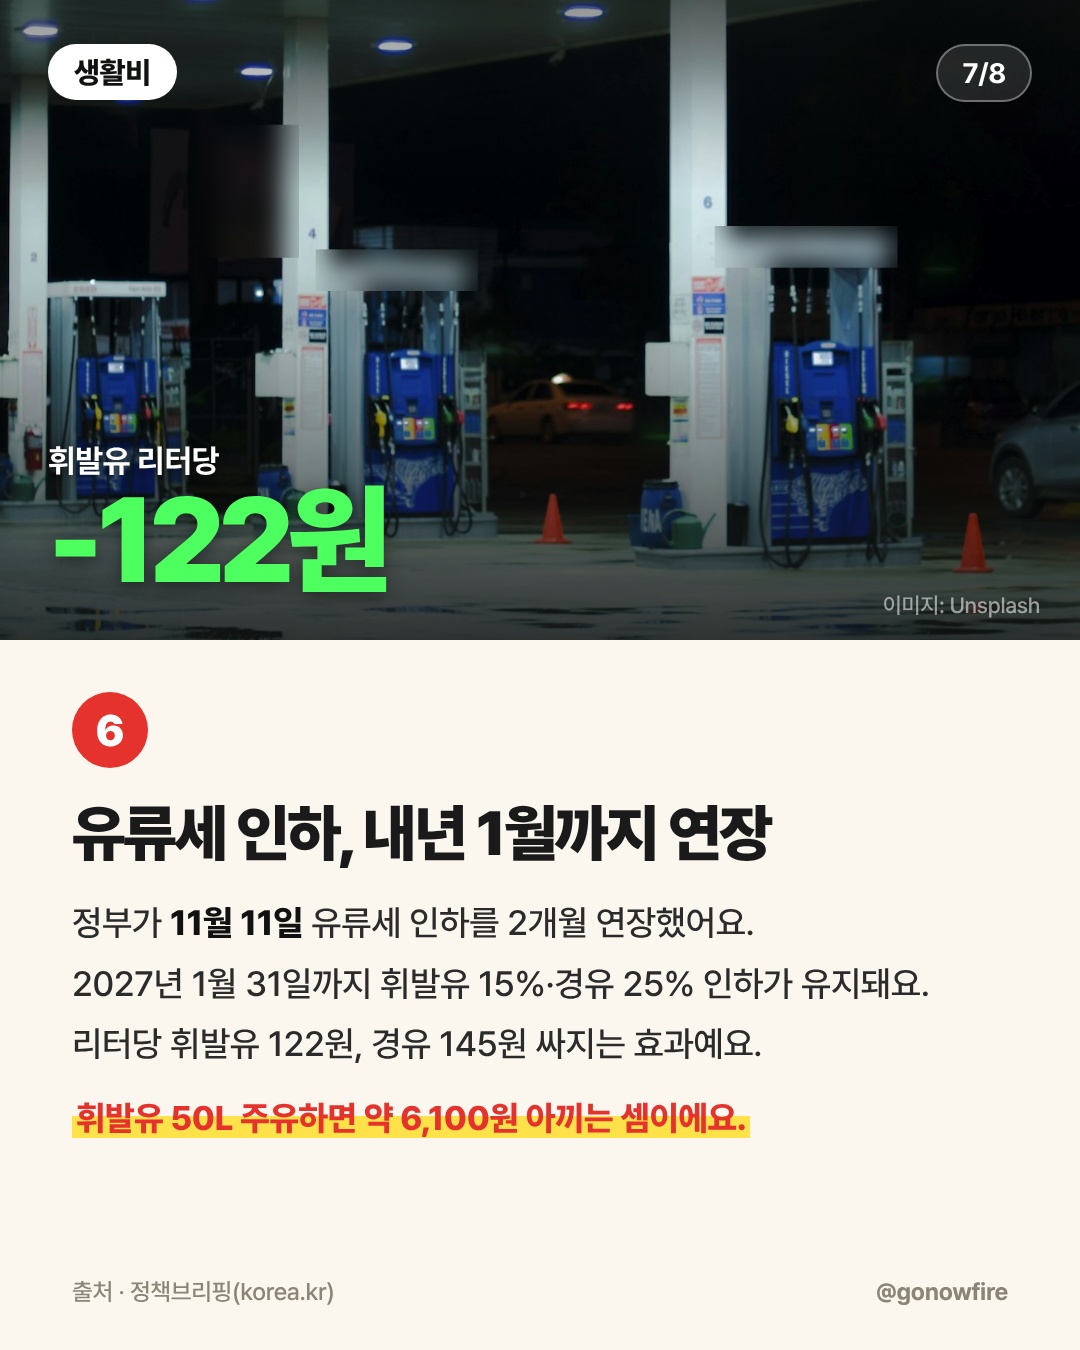 생활비
7/8
6
4
2
휘발유 리터당
-122원
이미지: Unsplash
6
유류세 인하, 내년 1월까지 연장
정부가 11월 11일 유류세 인하를 2개월 연장했어요.
2027년 1월 31일까지 휘발유 15%·경유 25% 인하가 유지돼요.
리터당 휘발유 122원, 경유 145원 싸지는 효과예요.
휘발유 50L 주유하면 약 6,100원 아끼는 셈이에요.
출처 · 정책브리핑(korea.kr)
@gonowfire